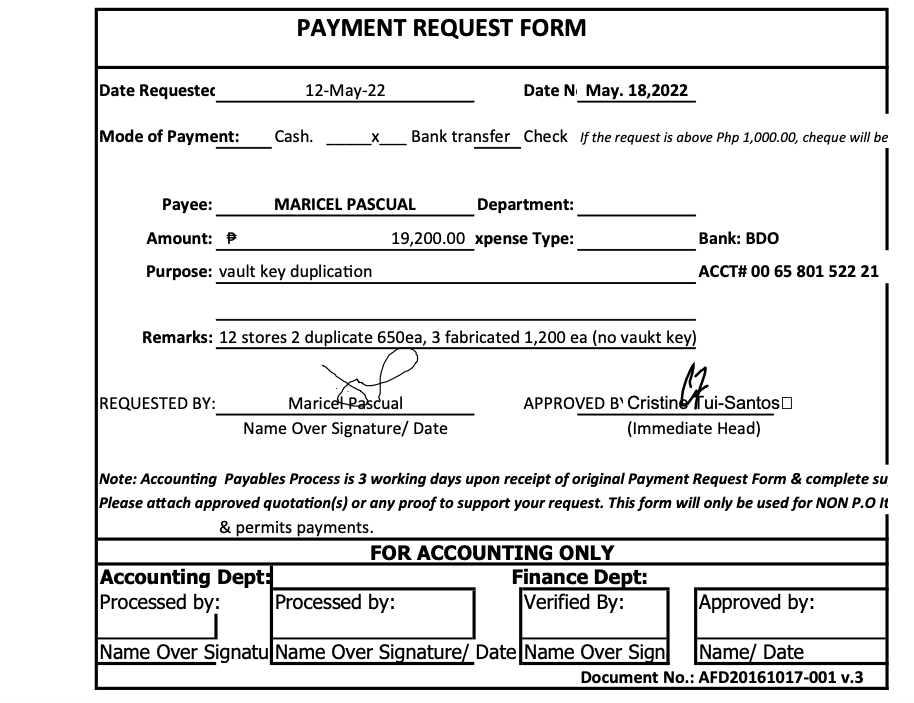 PAYMENT REQUEST FORM
Date Requested 12-May-22 Date N May. 18,2022
Mode of Payment: ____ Cash. _____x___ Bank transfer ____ Check If the request is above Php 1,000.00, cheque will be
Payee: MARICEL PASCUAL Department:
Amount: ₱ 19,200.00 xpense Type: Bank: BDO
Purpose: vault key duplication ACCT# 00 65 801 522 21
Remarks: 12 stores 2 duplicate 650ea, 3 fabricated 1,200 ea (no vaukt key)
REQUESTED BY: Maricel Pascual APPROVED BY Cristine Tui-Santos□
Name Over Signature/ Date (Immediate Head)
Note: Accounting Payables Process is 3 working days upon receipt of original Payment Request Form & complete su
Please attach approved quotation(s) or any proof to support your request. This form will only be used for NON P.O It
& permits payments.
FOR ACCOUNTING ONLY
Accounting Dept: Finance Dept:
Processed by: Processed by: Verified By: Approved by:
Name Over Signatu Name Over Signature/ Date Name Over Sign Name/ Date
Document No.: AFD20161017-001 v.3